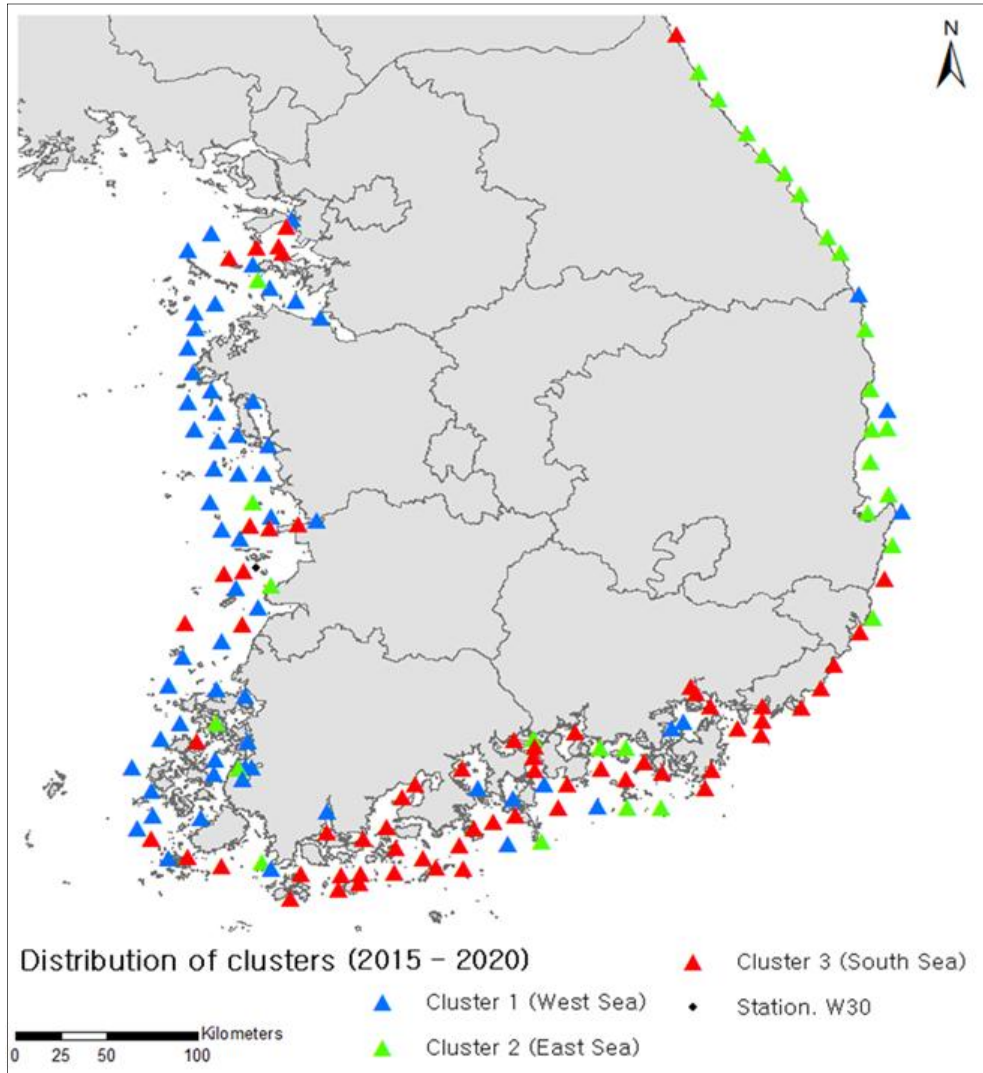 N
Distribution of clusters (2015 - 2020)
Cluster 1 (West Sea)
Cluster 2 (East Sea)
Cluster 3 (South Sea)
Station. W30
Kilometers
0 25 50 100